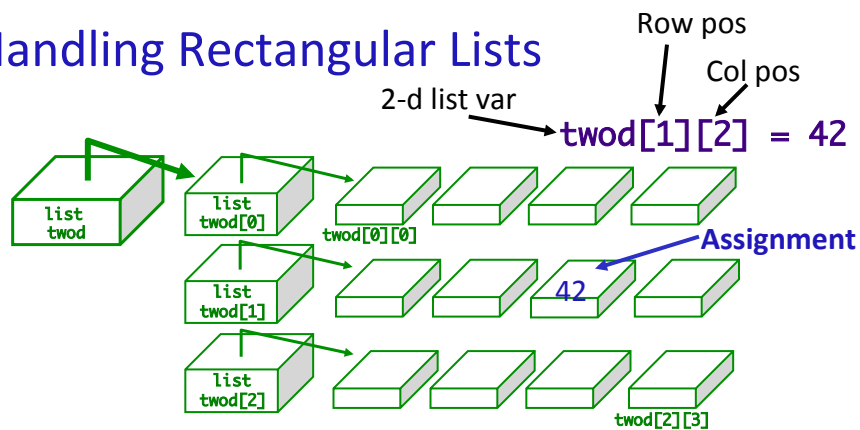 Handling Rectangular Lists
Row pos
Col pos
2-d list var
twod[1][2] = 42
list
twod
list
twod[0]
twod[0][0]
Assignment
list
twod[1]
42
list
twod[2]
twod[2][3]